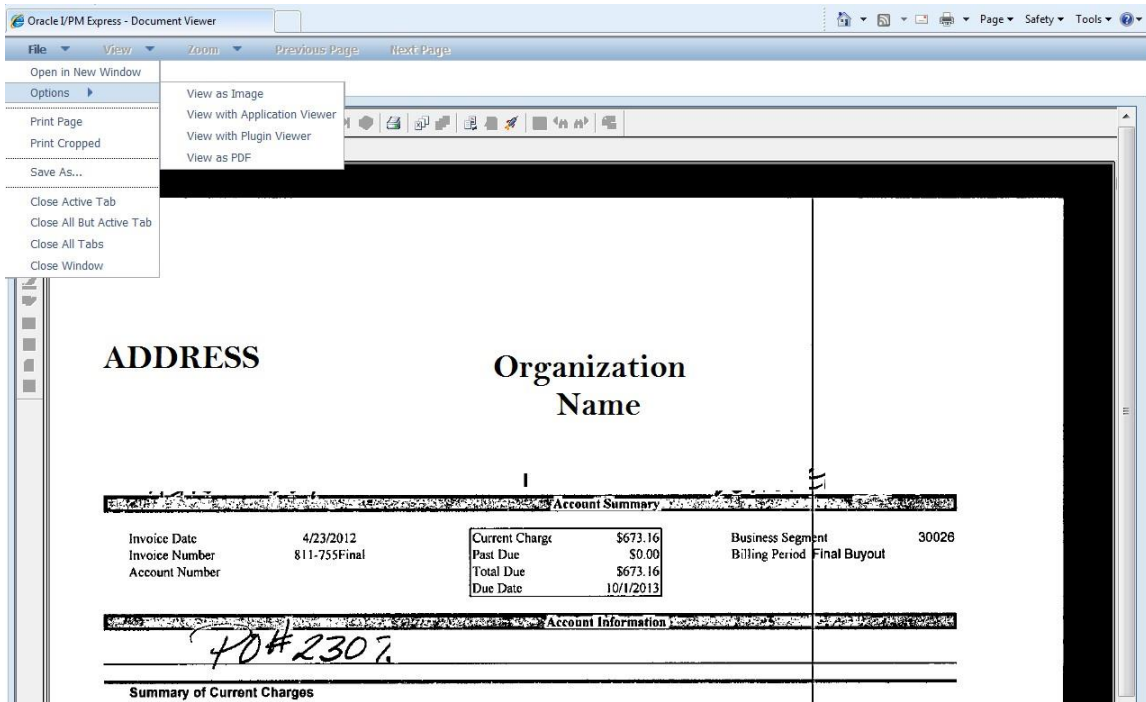 Oracle I/PM Express - Document Viewer
Page Safety Tools
File View Zoom Previous Page Next Page
Open in New Window
Options
Print Page
Print Cropped
Save As...
Close Active Tab
Close All But Active Tab
Close All Tabs
Close Window
View as Image
View with Application Viewer
View with Plugin Viewer
View as PDF
ADDRESS
Organization
Name
Account Summary
Invoice Date 4/23/2012 Current Charge $673.16 Business Segment 30026
Invoice Number 811-755Final Past Due $0.00 Billing Period Final Buyout
Account Number Total Due $673.16
Due Date 10/1/2013
Account Information
PO# 2307
Summary of Current Charges